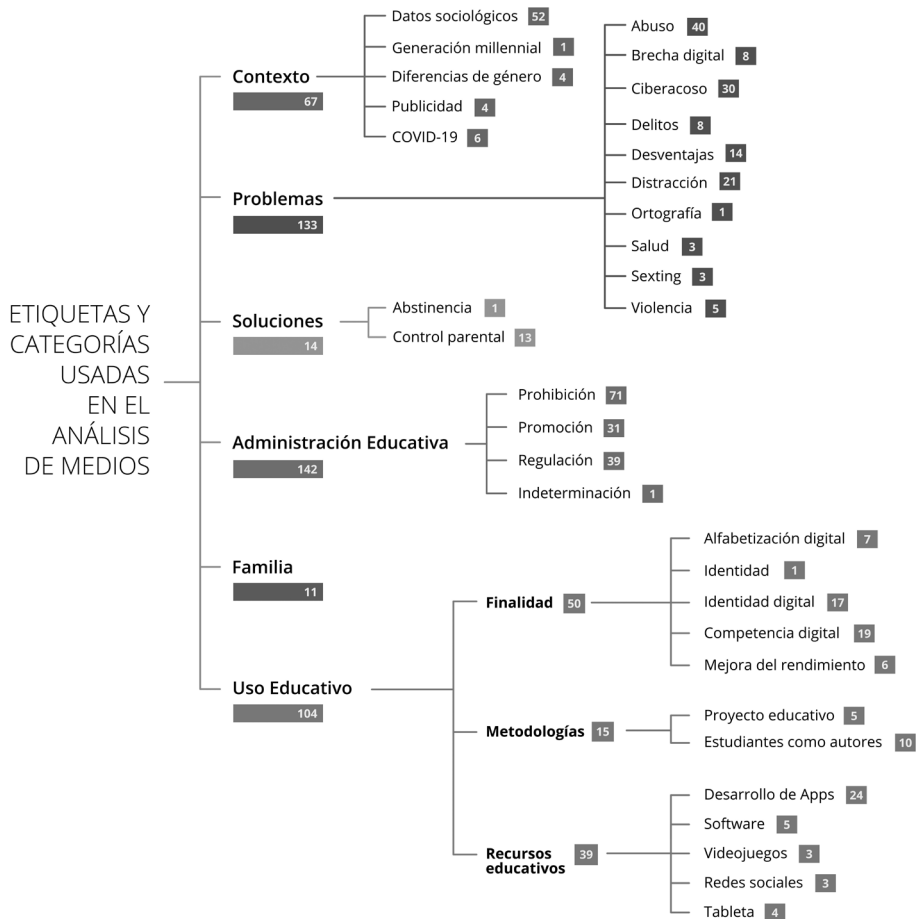 ETIQUETAS Y
CATEGORÍAS
USADAS
EN EL
ANÁLISIS
DE MEDIOS
Contexto
67
Datos sociológicos 52
Generación millennial 1
Diferencias de género 4
Publicidad 4
COVID-19 6
Problemas
133
Abuso 40
Brecha digital 8
Ciberacoso 30
Delitos 8
Desventajas 14
Distracción 21
Ortografía 1
Salud 3
Sexting 3
Violencia 5
Soluciones
14
Abstinencia 1
Control parental 13
Administración Educativa
142
Prohibición 71
Promoción 31
Regulación 39
Indeterminación 1
Familia
11
Uso Educativo
104
Finalidad 50
Alfabetización digital 7
Identidad 1
Identidad digital 17
Competencia digital 19
Mejora del rendimiento 6
Metodologías 15
Proyecto educativo 5
Estudiantes como autores 10
Recursos
educativos 39
Desarrollo de Apps 24
Software 5
Videojuegos 3
Redes sociales 3
Tableta 4